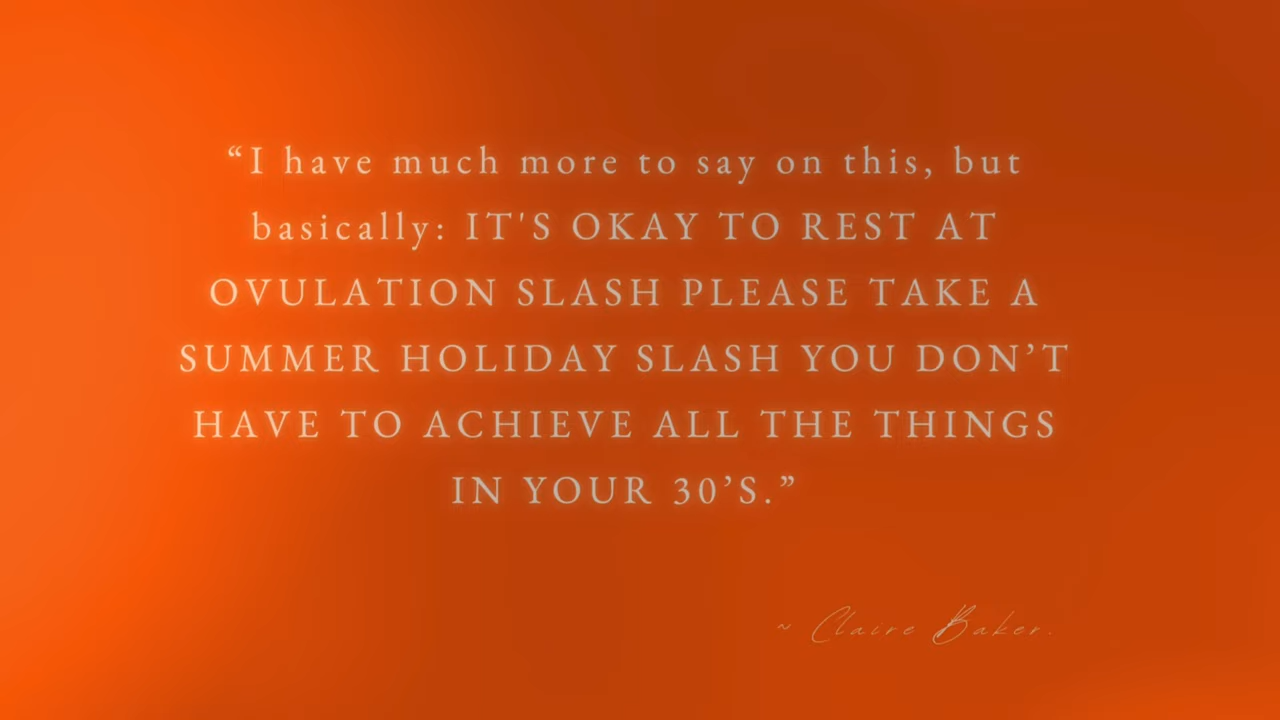 “I have much more to say on this, but
basically: IT'S OKAY TO REST AT
OVULATION SLASH PLEASE TAKE A
SUMMER HOLIDAY SLASH YOU DON’T
HAVE TO ACHIEVE ALL THE THINGS
IN YOUR 30’S.”
~ Claire Baker.